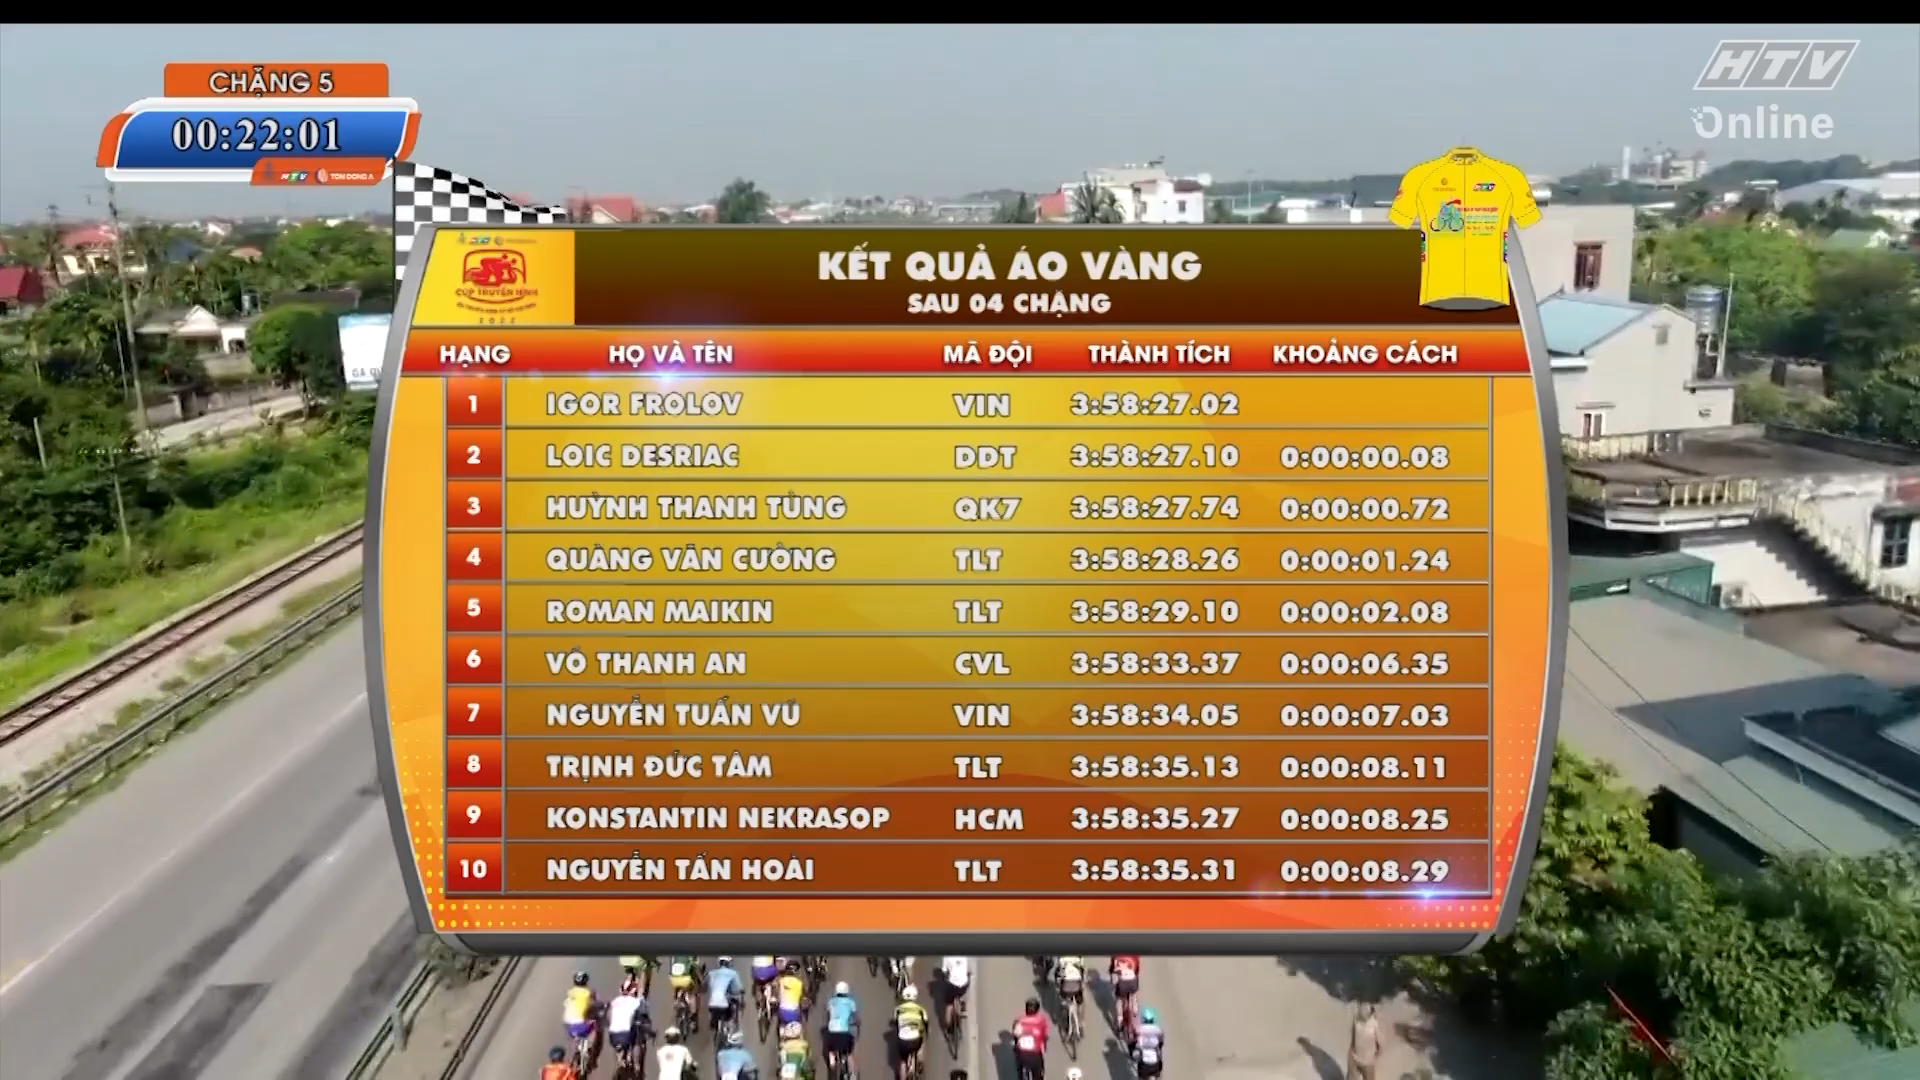 CHẶNG 5
00:22:01
HTV TON DONG A
HTV
Online
KẾT QUẢ ÁO VÀNG
SAU 04 CHẶNG
CÚP TRUYỀN HÌNH
2022
HẠNG HỌ VÀ TÊN MÃ ĐỘI THÀNH TÍCH KHOẢNG CÁCH
1 IGOR FROLOV VIN 3:58:27.02
2 LOIC DESRIAC DDT 3:58:27.10 0:00:00.08
3 HUỲNH THANH TÙNG QK7 3:58:27.74 0:00:00.72
4 QUÀNG VĂN CƯỜNG TLT 3:58:28.26 0:00:01.24
5 ROMAN MAIKIN TLT 3:58:29.10 0:00:02.08
6 VÕ THANH AN CVL 3:58:33.37 0:00:06.35
7 NGUYỄN TUẤN VŨ VIN 3:58:34.05 0:00:07.03
8 TRỊNH ĐỨC TÂM TLT 3:58:35.13 0:00:08.11
9 KONSTANTIN NEKRASOP HCM 3:58:35.27 0:00:08.25
10 NGUYỄN TẤN HOÀI TLT 3:58:35.31 0:00:08.29